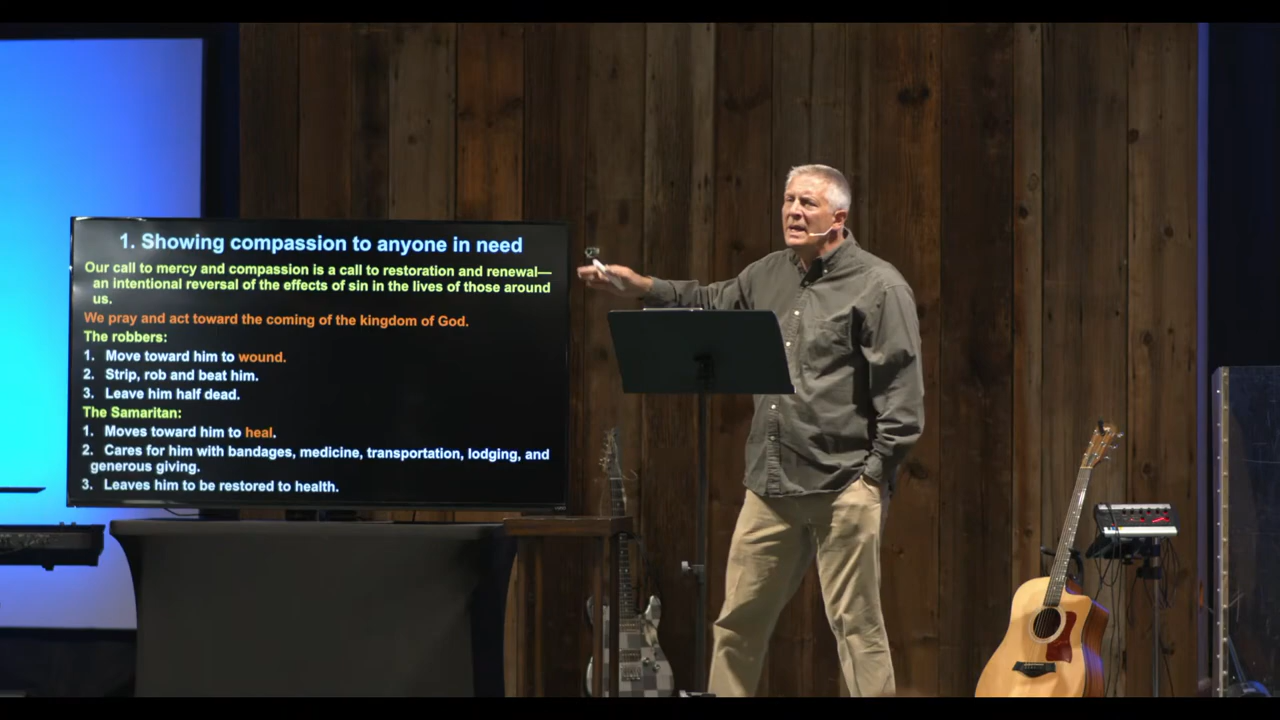 1. Showing compassion to anyone in need
Our call to mercy and compassion is a call to restoration and renewal—
an intentional reversal of the effects of sin in the lives of those around
us.
We pray and act toward the coming of the kingdom of God.
The robbers:
1. Move toward him to wound.
2. Strip, rob and beat him.
3. Leave him half dead.
The Samaritan:
1. Moves toward him to heal.
2. Cares for him with bandages, medicine, transportation, lodging, and
generous giving.
3. Leaves him to be restored to health.